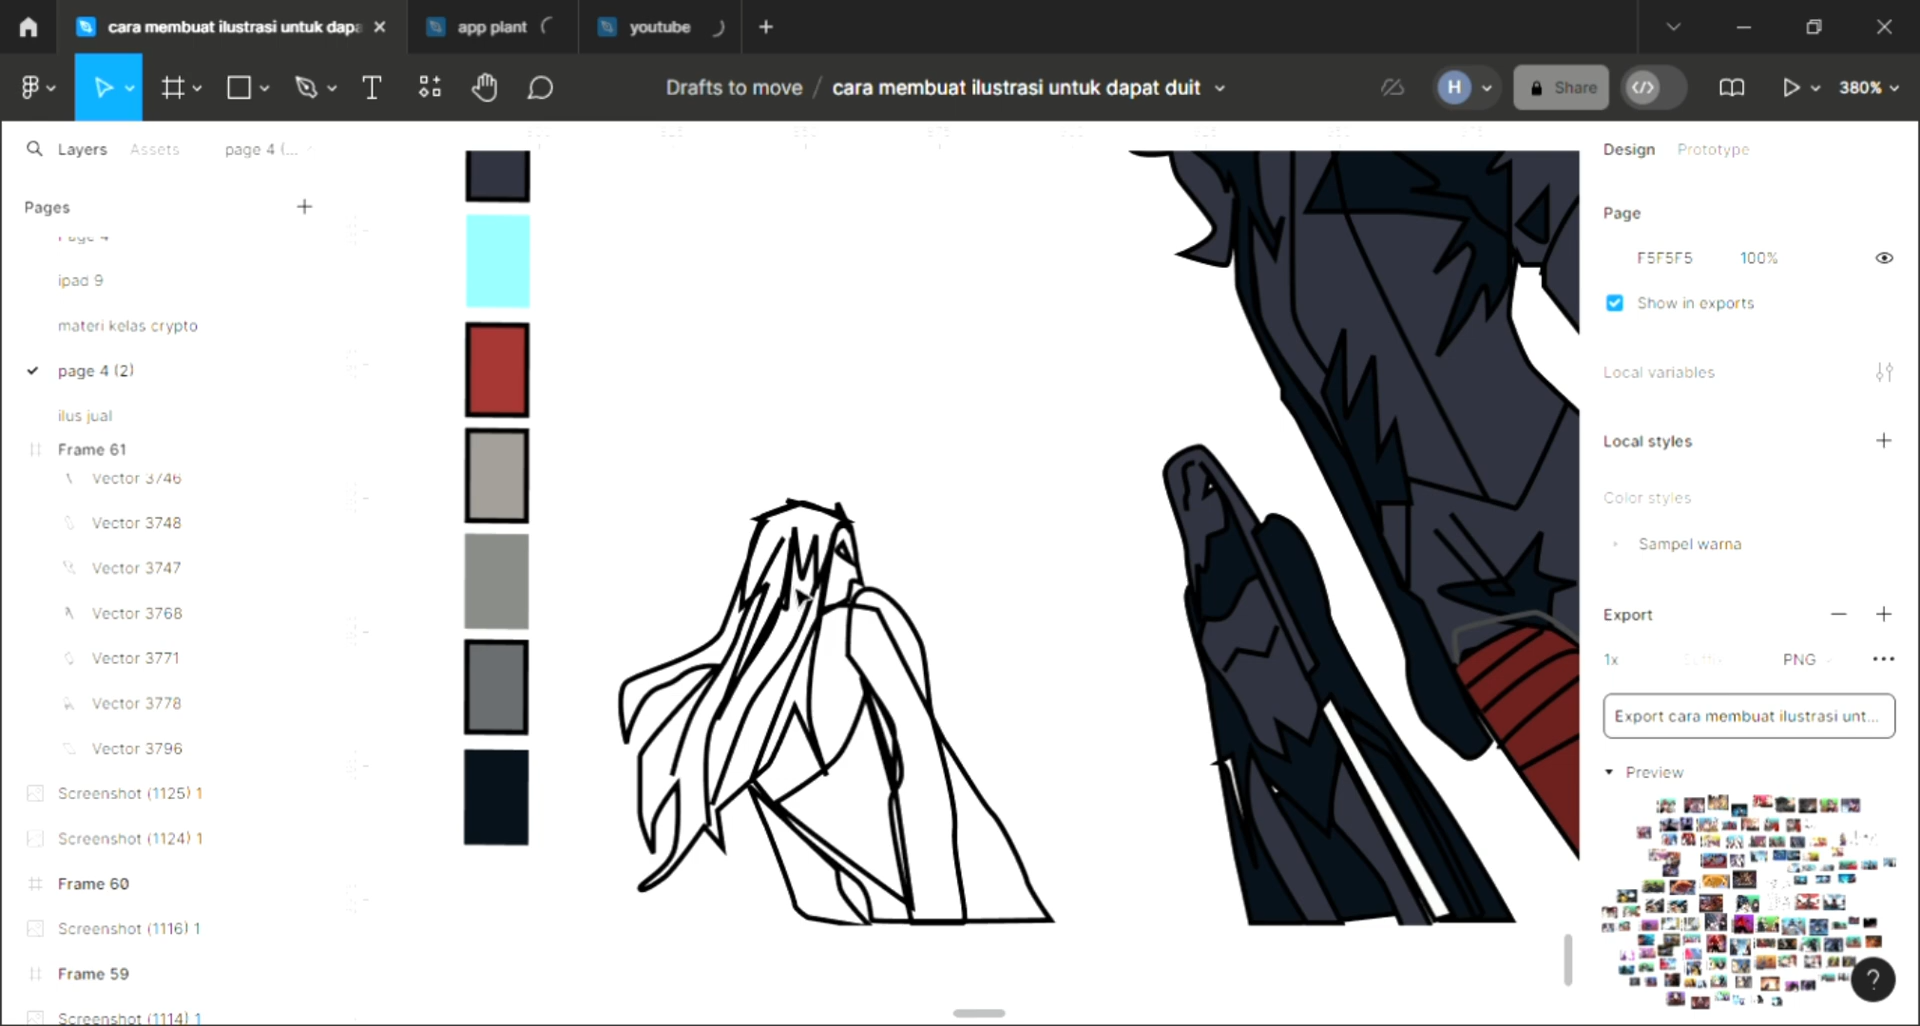 cara membuat ilustrasi untuk dapa
app plant
youtube
Drafts to move / cara membuat ilustrasi untuk dapat duit
H
Share
380%
Layers
Assets
page 4 (...
Pages
Page 4
ipad 9
materi kelas crypto
page 4 (2)
ilus jual
Frame 61
Vector 3746
Vector 3748
Vector 3747
Vector 3768
Vector 3771
Vector 3778
Vector 3796
Screenshot (1125) 1
Screenshot (1124) 1
Frame 60
Screenshot (1116) 1
Frame 59
Screenshot (1114) 1
Design
Prototype
Page
F5F5F5
100%
Show in exports
Local variables
Local styles
Color styles
Sampel warna
Export
1x
PNG
Export cara membuat ilustrasi unt...
Preview
?